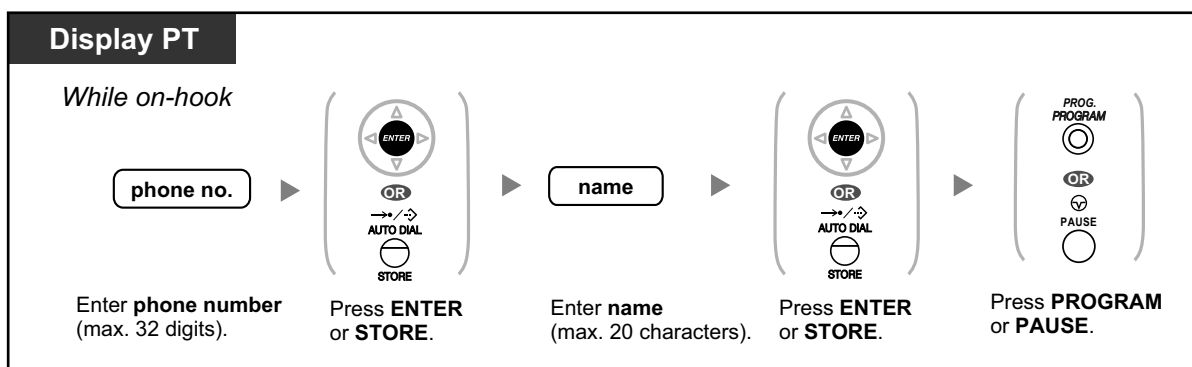 Display PT
While on-hook
phone no.
ENTER
OR
AUTO DIAL
STORE
name
ENTER
OR
AUTO DIAL
STORE
PROG.
PROGRAM
OR
PAUSE
Enter phone number
(max. 32 digits).
Press ENTER
or STORE.
Enter name
(max. 20 characters).
Press ENTER
or STORE.
Press PROGRAM
or PAUSE.